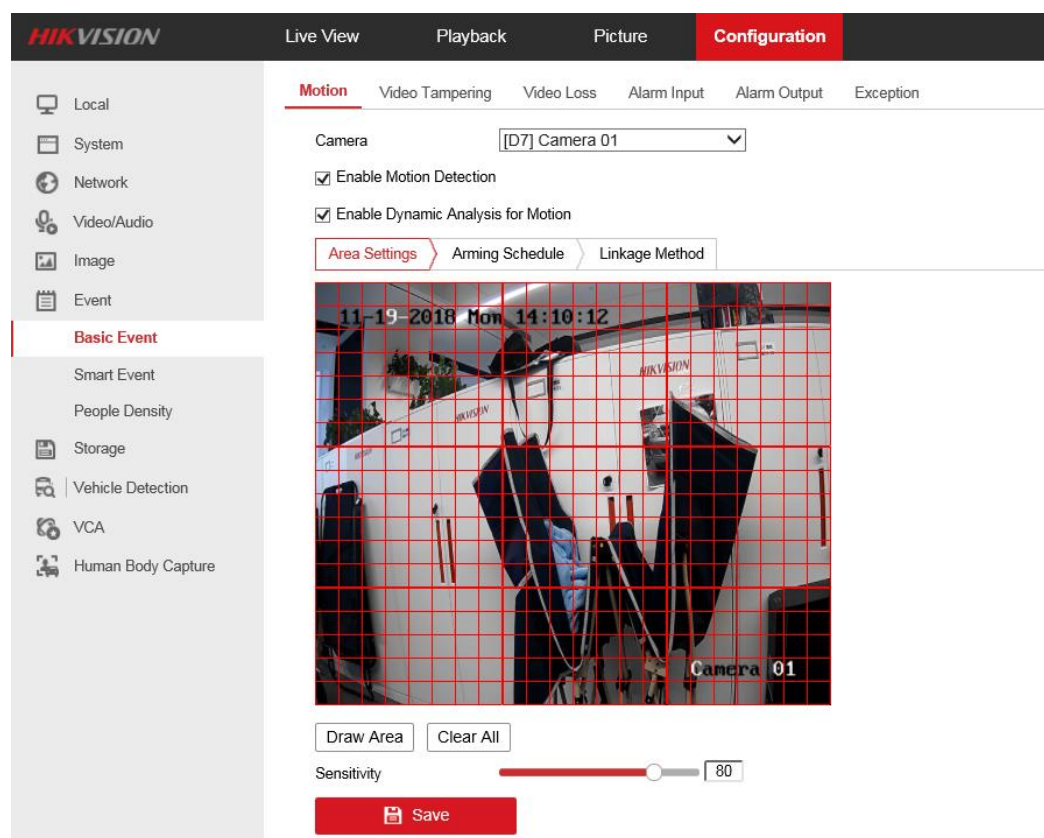 HIKVISION Live View Playback Picture Configuration
Motion Video Tampering Video Loss Alarm Input Alarm Output Exception
Local
System
Network
Video/Audio
Image
Event
Basic Event
Smart Event
People Density
Storage
Vehicle Detection
VCA
Human Body Capture
Camera [D7] Camera 01
Enable Motion Detection
Enable Dynamic Analysis for Motion
Area Settings Arming Schedule Linkage Method
11-19-2018 Mon 14:10:12
HIKVISION
HIKVISION
Camera 01
Draw Area Clear All
Sensitivity 80
Save